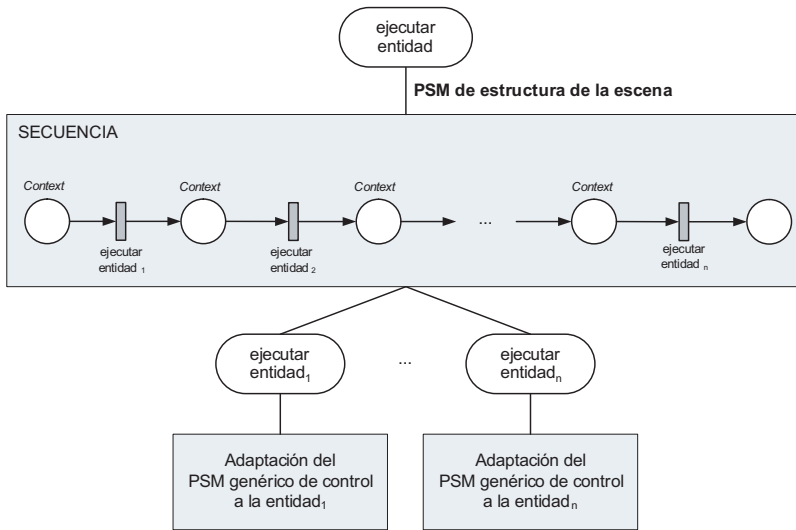 ejecutar
entidad
PSM de estructura de la escena
SECUENCIA
Context
Context
Context
Context
...
ejecutar
entidad 1
ejecutar
entidad 2
ejecutar
entidad n
ejecutar
entidad1
...
ejecutar
entidadn
Adaptación del
PSM genérico de control
a la entidad1
Adaptación del
PSM genérico de control
a la entidadn